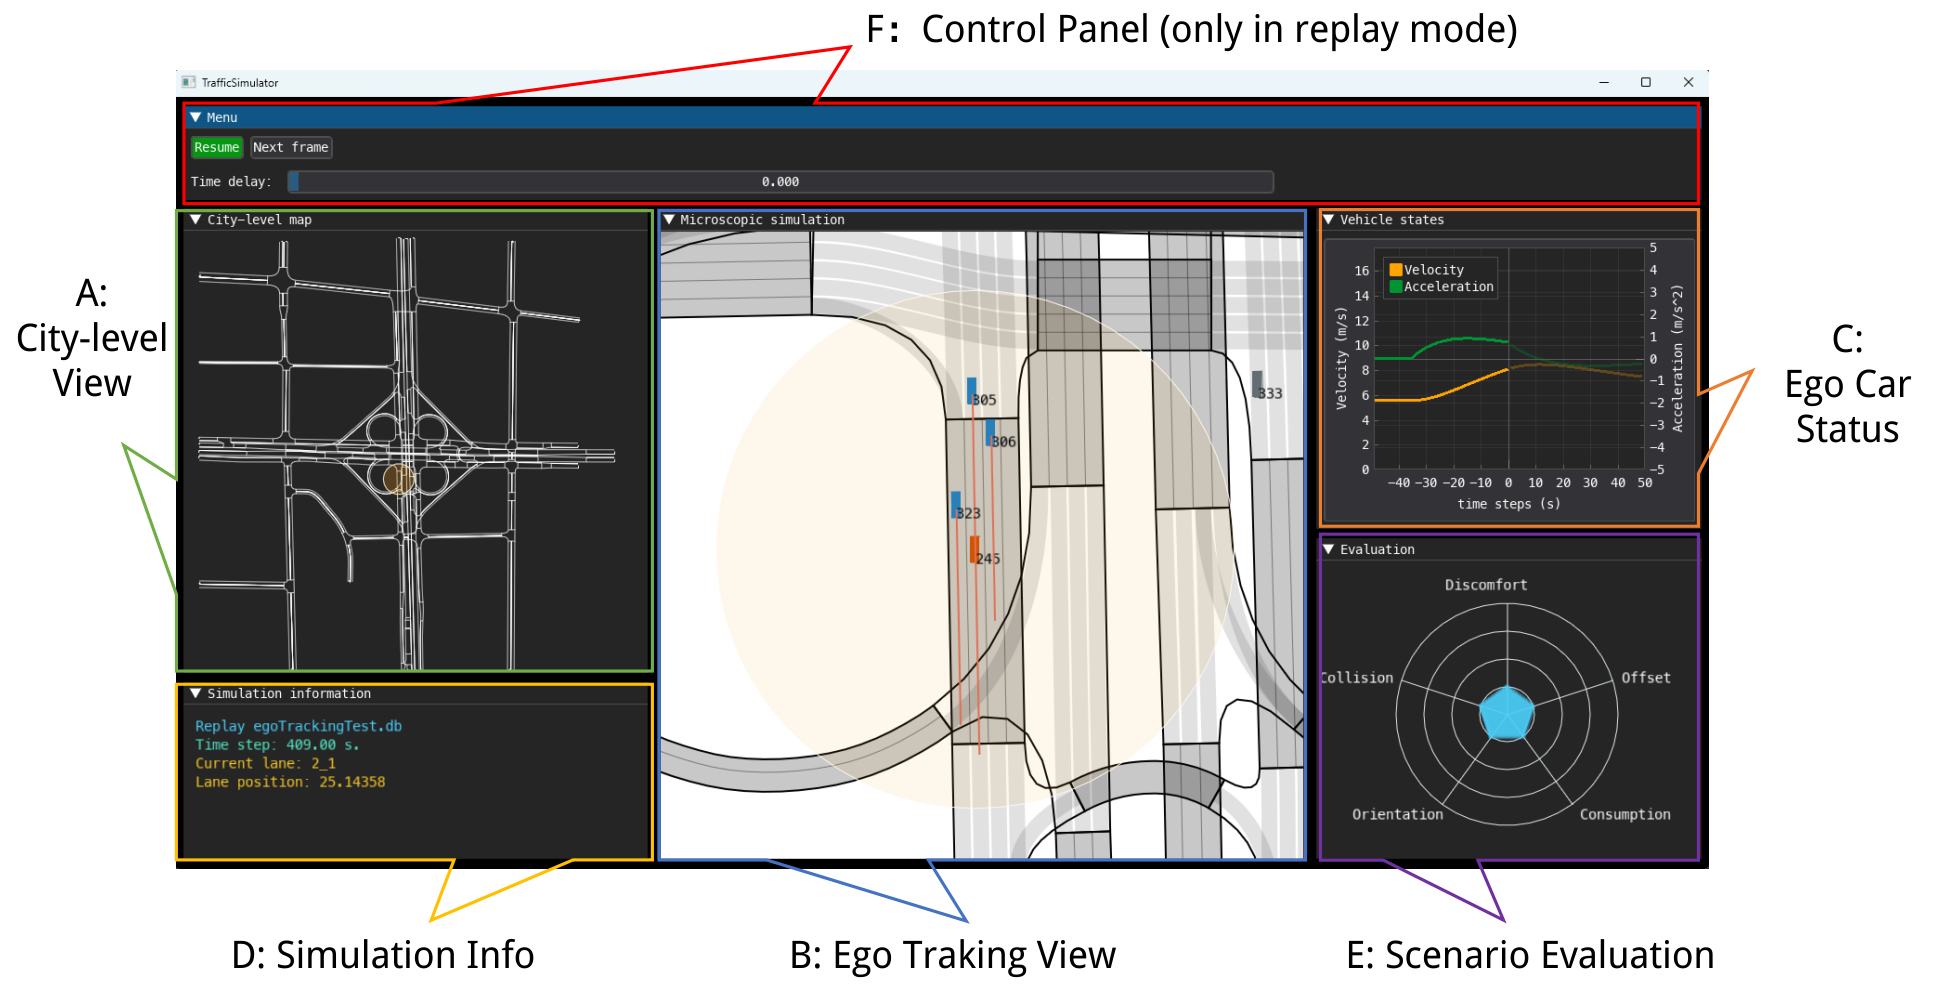 F: Control Panel (only in replay mode)
TrafficSimulator
Menu
Resume Next frame
Time delay: 0.000
A:
City-level
View
City-level map
Microscopic simulation
305
306
323
245
333
Vehicle states
Velocity
Acceleration
Velocity (m/s)
16
14
12
10
8
6
4
2
0
5
4
3
2
1
0
−1
−2
−3
−4
−5
Acceleration (m/s^2)
−40 −30 −20 −10 0 10 20 30 40 50
time steps (s)
C:
Ego Car
Status
Simulation information
Replay egoTrackingTest.db
Time step: 409.00 s.
Current lane: 2_1
Lane position: 25.14358
Evaluation
Discomfort
Collision
Offset
Orientation
Consumption
D: Simulation Info
B: Ego Traking View
E: Scenario Evaluation